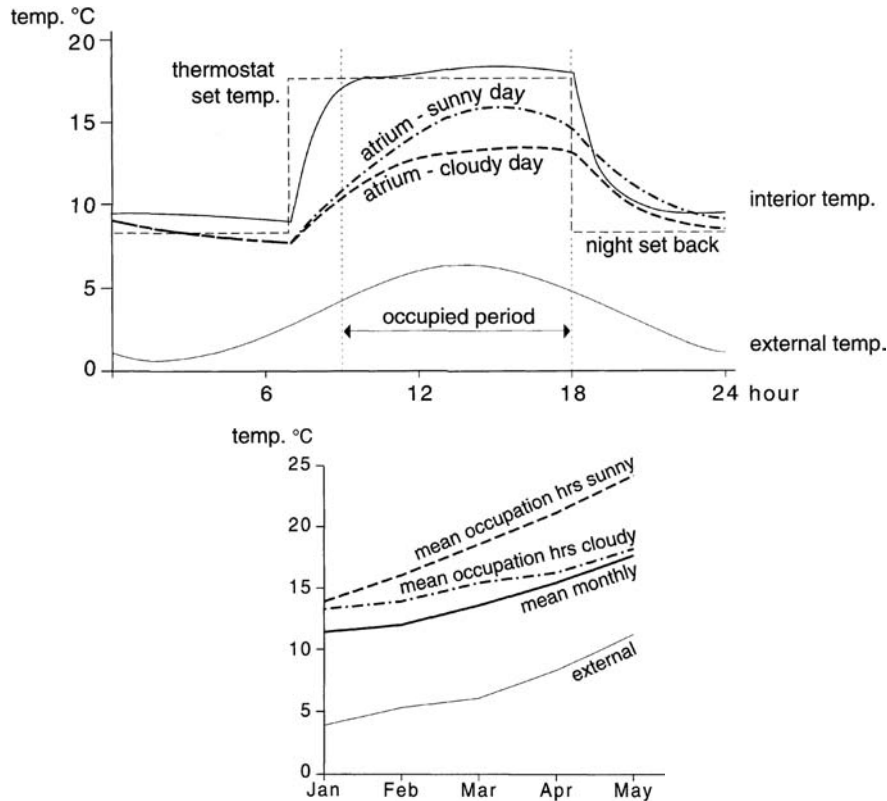 temp. °C
20
thermostat
set temp.
15
atrium - sunny day
atrium - cloudy day
10
interior temp.
night set back
5
occupied period
external temp.
0
6
12
18
24
hour
temp. °C
25
mean occupation hrs sunny
20
mean occupation hrs cloudy
15
mean monthly
10
external
5
0
Jan
Feb
Mar
Apr
May